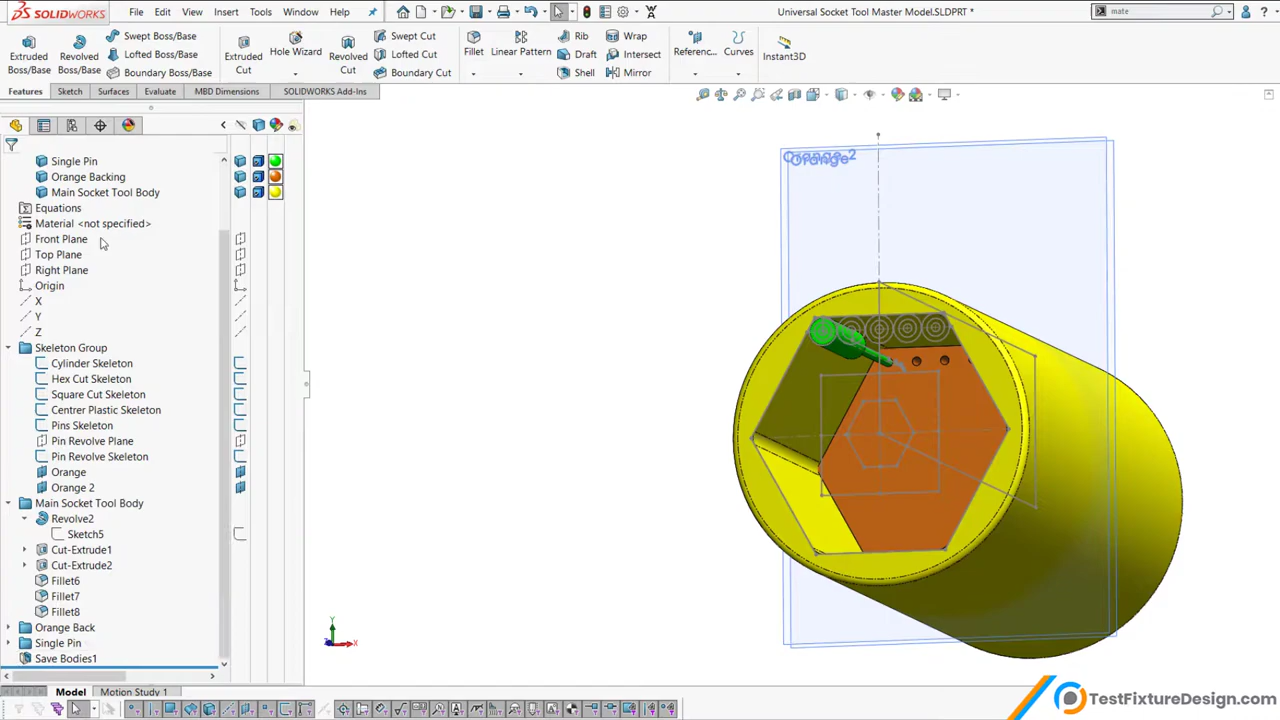 SOLIDWORKS File Edit View Insert Tools Window Help Universal Socket Tool Master Model.SLDPRT * mate
Extruded Boss/Base Revolved Boss/Base Swept Boss/Base Lofted Boss/Base Boundary Boss/Base Extruded Cut Hole Wizard Revolved Cut Swept Cut Lofted Cut Boundary Cut Fillet Linear Pattern Rib Draft Shell Wrap Intersect Mirror Referenc... Curves Instant3D
Features Sketch Surfaces Evaluate MBD Dimensions SOLIDWORKS Add-Ins
Single Pin
Orange Backing
Main Socket Tool Body
Equations
Material <not specified>
Front Plane
Top Plane
Right Plane
Origin
X
Y
Z
Skeleton Group
Cylinder Skeleton
Hex Cut Skeleton
Square Cut Skeleton
Centrer Plastic Skeleton
Pins Skeleton
Pin Revolve Plane
Pin Revolve Skeleton
Orange
Orange 2
Main Socket Tool Body
Revolve2
Sketch5
Cut-Extrude1
Cut-Extrude2
Fillet6
Fillet7
Fillet8
Orange Back
Single Pin
Save Bodies1
Orange 2
Orange
Y
X
Z
Model Motion Study 1
TestFixtureDesign.com